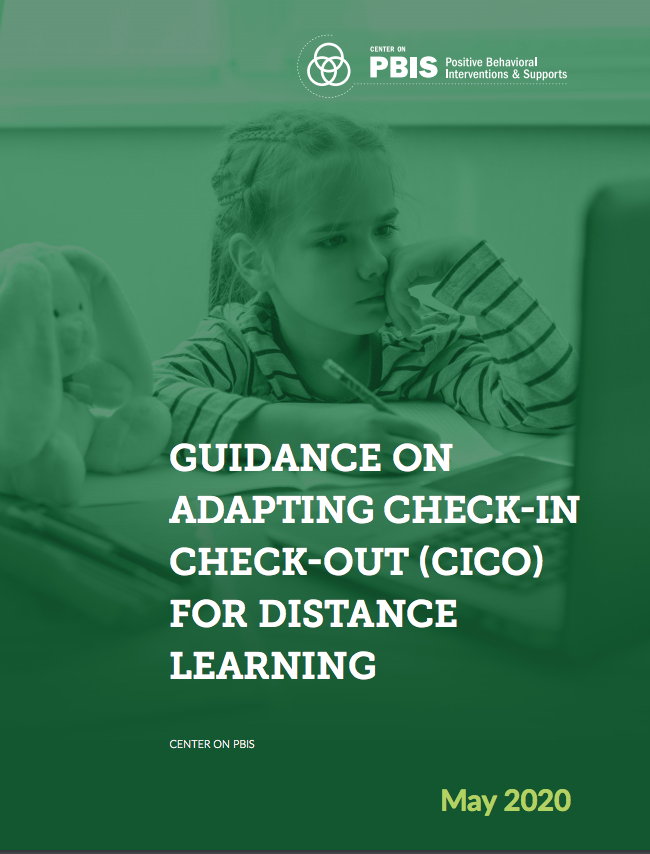 CENTER ON
PBIS
Positive Behavioral
Interventions & Supports
GUIDANCE ON
ADAPTING CHECK-IN
CHECK-OUT (CICO)
FOR DISTANCE
LEARNING
CENTER ON PBIS
May 2020